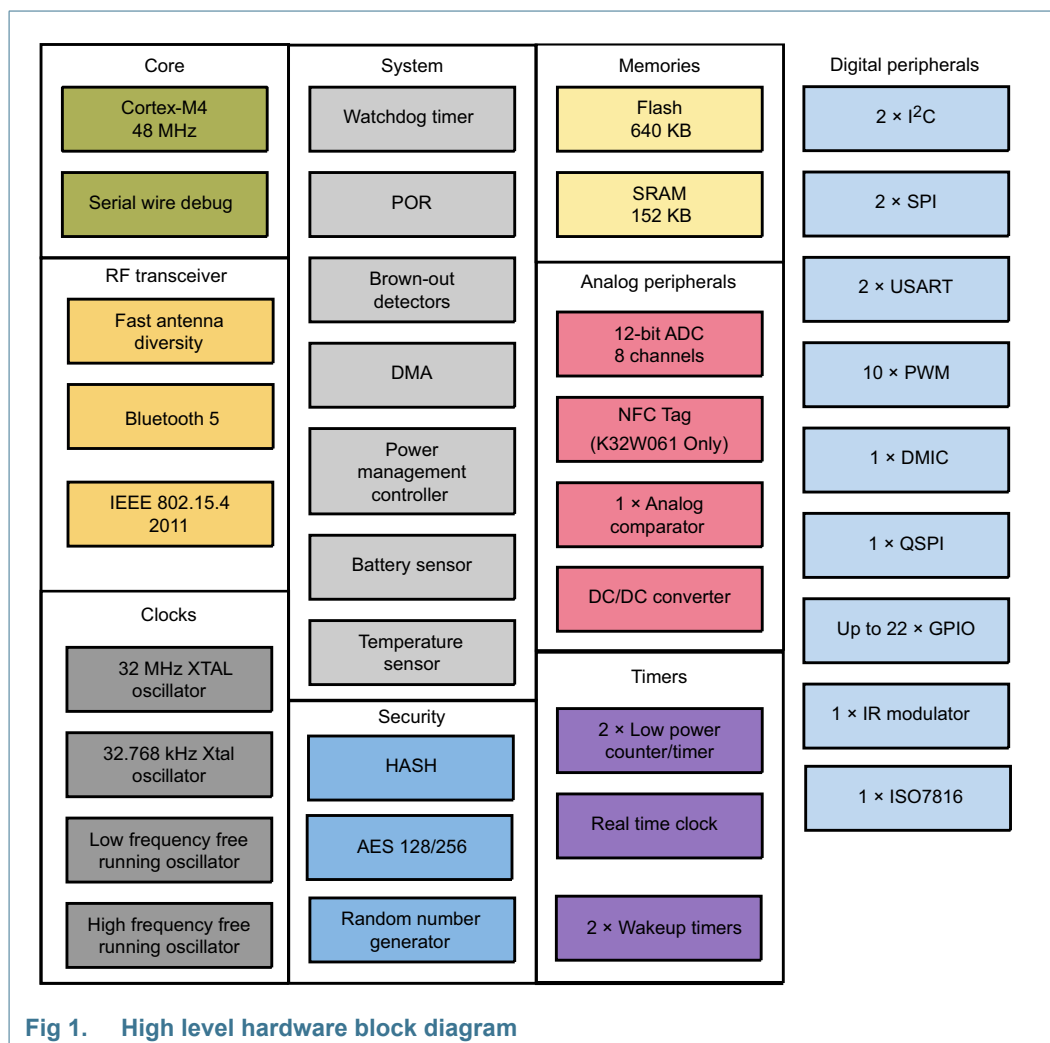 Core
Cortex-M4
48 MHz
Serial wire debug
RF transceiver
Fast antenna
diversity
Bluetooth 5
IEEE 802.15.4
2011
Clocks
32 MHz XTAL
oscillator
32.768 kHz Xtal
oscillator
Low frequency free
running oscillator
High frequency free
running oscillator
System
Watchdog timer
POR
Brown-out
detectors
DMA
Power
management
controller
Battery sensor
Temperature
sensor
Security
HASH
AES 128/256
Random number
generator
Memories
Flash
640 KB
SRAM
152 KB
Analog peripherals
12-bit ADC
8 channels
NFC Tag
(K32W061 Only)
1 × Analog
comparator
DC/DC converter
Timers
2 × Low power
counter/timer
Real time clock
2 × Wakeup timers
Digital peripherals
2 × I²C
2 × SPI
2 × USART
10 × PWM
1 × DMIC
1 × QSPI
Up to 22 × GPIO
1 × IR modulator
1 × ISO7816
Fig 1. High level hardware block diagram